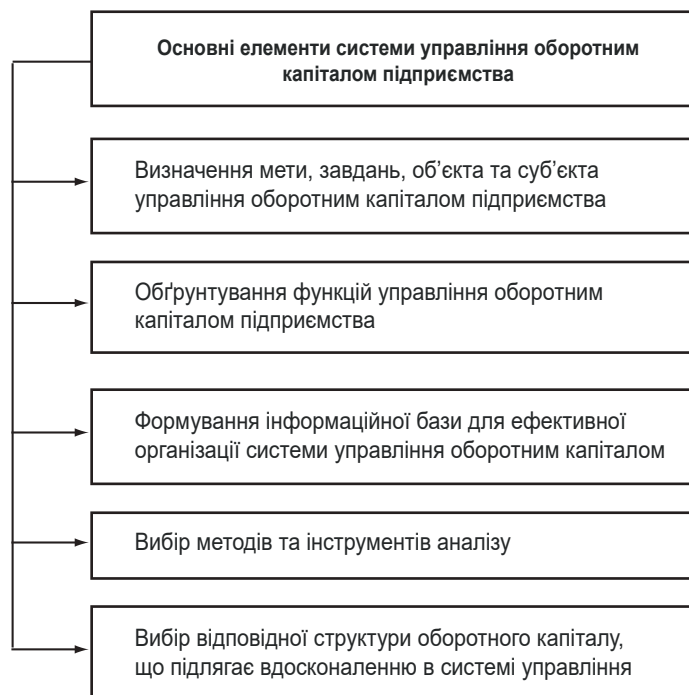 Основні елементи системи управління оборотним
капіталом підприємства
Визначення мети, завдань, об’єкта та суб’єкта
управління оборотним капіталом підприємства
Обґрунтування функцій управління оборотним
капіталом підприємства
Формування інформаційної бази для ефективної
організації системи управління оборотним капіталом
Вибір методів та інструментів аналізу
Вибір відповідної структури оборотного капіталу,
що підлягає вдосконаленню в системі управління